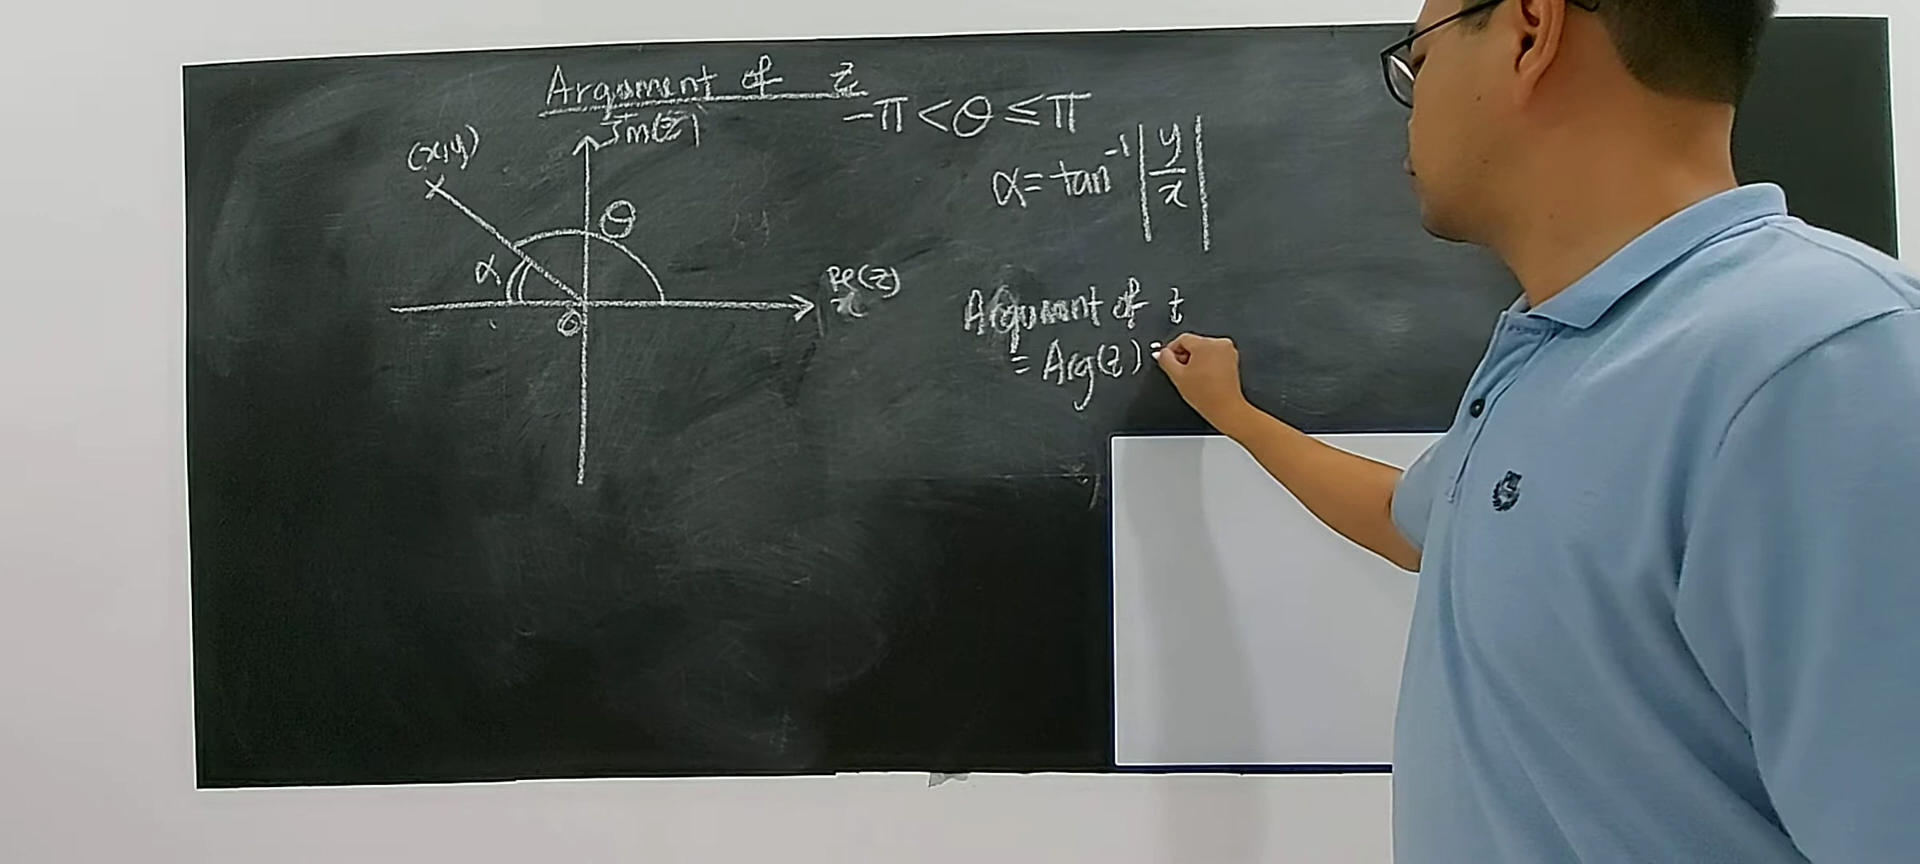 Argument of z
Im(z)
-π < θ ≤ π
(x,y)
α = tan⁻¹ |y/x|
θ
α
Re(z)
x
0
Argument of z
= Arg(z) =